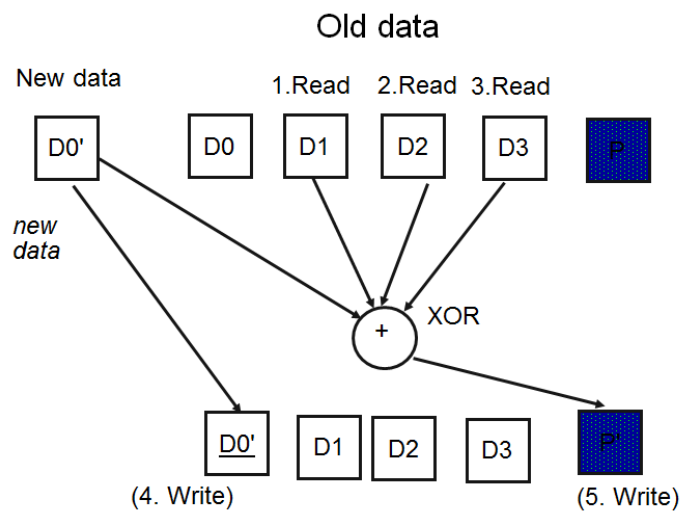 Old data
New data
1.Read 2.Read 3.Read
D0' D0 D1 D2 D3 P
new
data
+ XOR
D0' D1 D2 D3 P'
(4. Write) (5. Write)